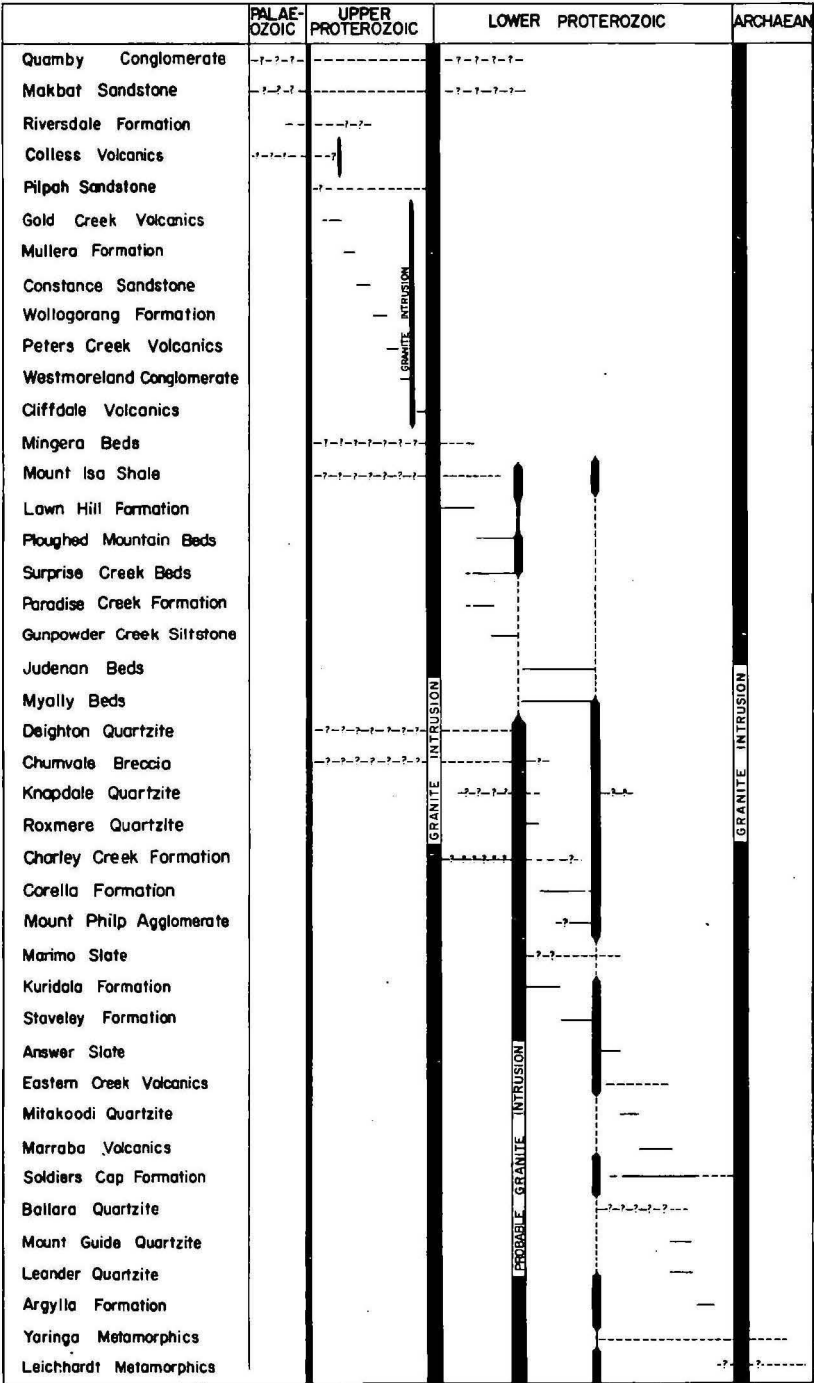 PALAE-
OZOIC
UPPER
PROTEROZOIC
LOWER PROTEROZOIC
ARCHAEAN
Quamby Conglomerate
Makbat Sandstone
Riversdale Formation
Colless Volcanics
Pilpah Sandstone
Gold Creek Volcanics
Mullera Formation
Constance Sandstone
Wollogorang Formation
Peters Creek Volcanics
Westmoreland Conglomerate
Cliffdale Volcanics
Mingera Beds
Mount Isa Shale
Lawn Hill Formation
Ploughed Mountain Beds
Surprise Creek Beds
Paradise Creek Formation
Gunpowder Creek Siltstone
Judenan Beds
Myally Beds
Deighton Quartzite
Chumvale Breccia
Knapdale Quartzite
Roxmere Quartzite
Charley Creek Formation
Corella Formation
Mount Philp Agglomerate
Marimo Slate
Kuridala Formation
Staveley Formation
Answer Slate
Eastern Creek Volcanics
Mitakoodi Quartzite
Marraba Volcanics
Soldiers Cap Formation
Ballara Quartzite
Mount Guide Quartzite
Leander Quartzite
Argylla Formation
Yaringa Metamorphics
Leichhardt Metamorphics
GRANITE INTRUSION
GRANITE INTRUSION
PROBABLE GRANITE INTRUSION
GRANITE INTRUSION